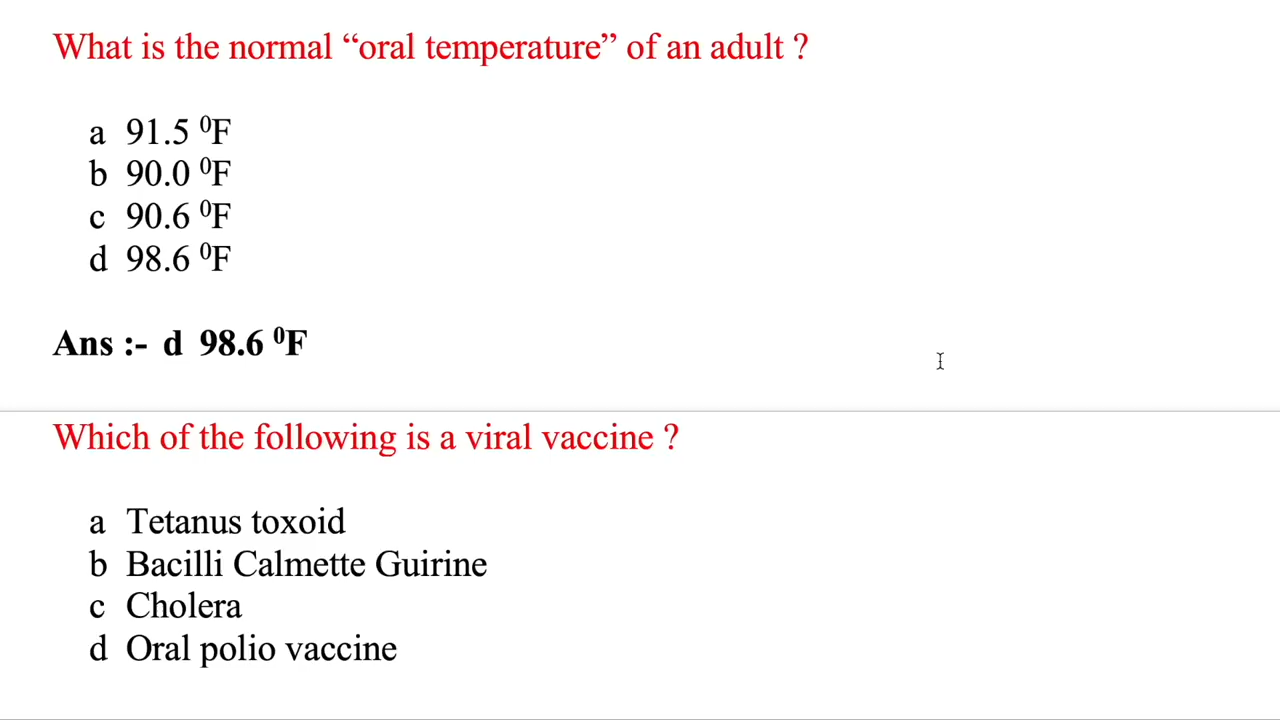 What is the normal “oral temperature” of an adult ?
a 91.5 ⁰F
b 90.0 ⁰F
c 90.6 ⁰F
d 98.6 ⁰F
Ans :- d 98.6 ⁰F
Which of the following is a viral vaccine ?
a Tetanus toxoid
b Bacilli Calmette Guirine
c Cholera
d Oral polio vaccine